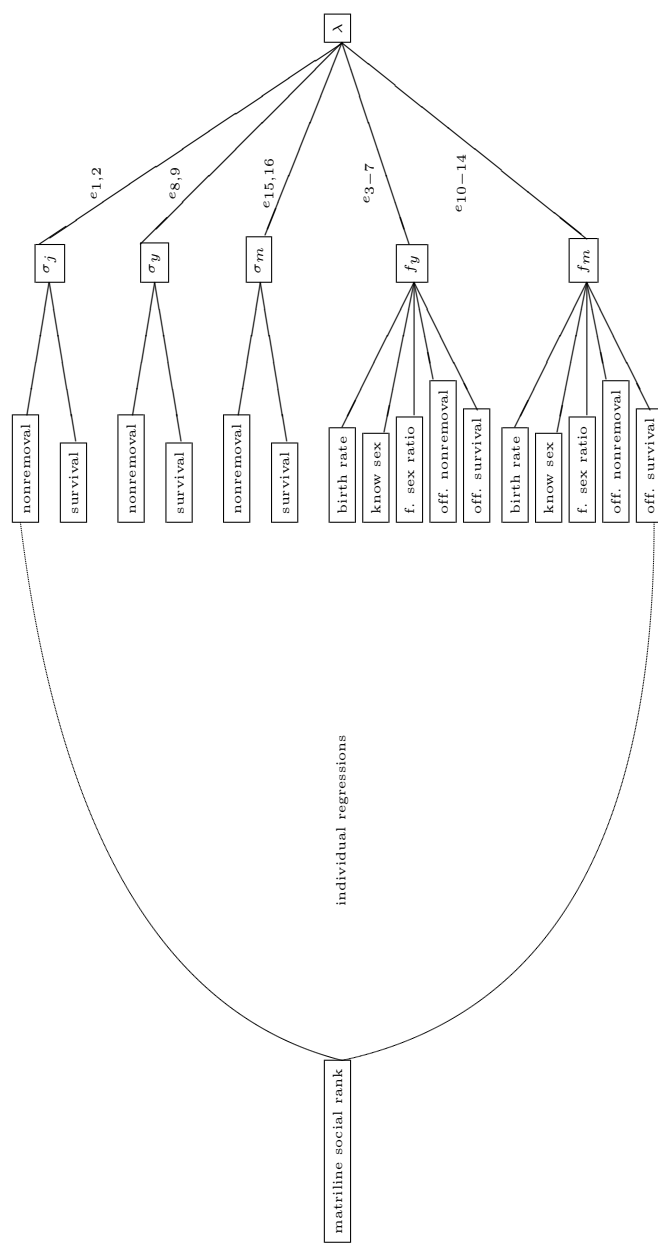 λ
e1,2
e8,9
e15,16
e3−7
e10−14
σj
σy
σm
fy
fm
nonremoval
survival
nonremoval
survival
nonremoval
survival
birth rate
know sex
f. sex ratio
off. nonremoval
off. survival
birth rate
know sex
f. sex ratio
off. nonremoval
off. survival
individual regressions
matriline social rank